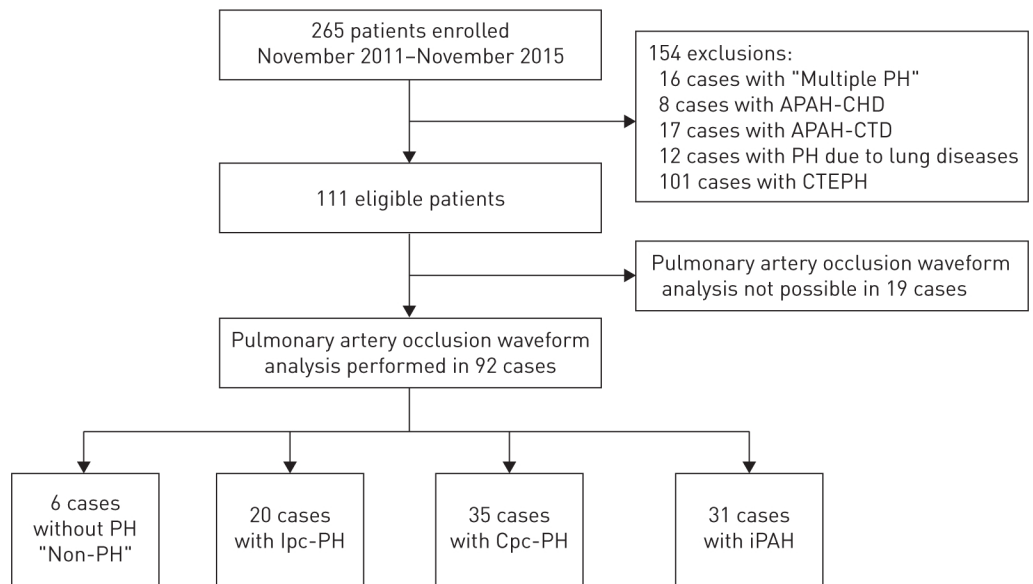 265 patients enrolled
November 2011–November 2015
154 exclusions:
16 cases with "Multiple PH"
8 cases with APAH-CHD
17 cases with APAH-CTD
12 cases with PH due to lung diseases
101 cases with CTEPH
111 eligible patients
Pulmonary artery occlusion waveform
analysis not possible in 19 cases
Pulmonary artery occlusion waveform
analysis performed in 92 cases
6 cases
without PH
"Non-PH"
20 cases
with Ipc-PH
35 cases
with Cpc-PH
31 cases
with iPAH